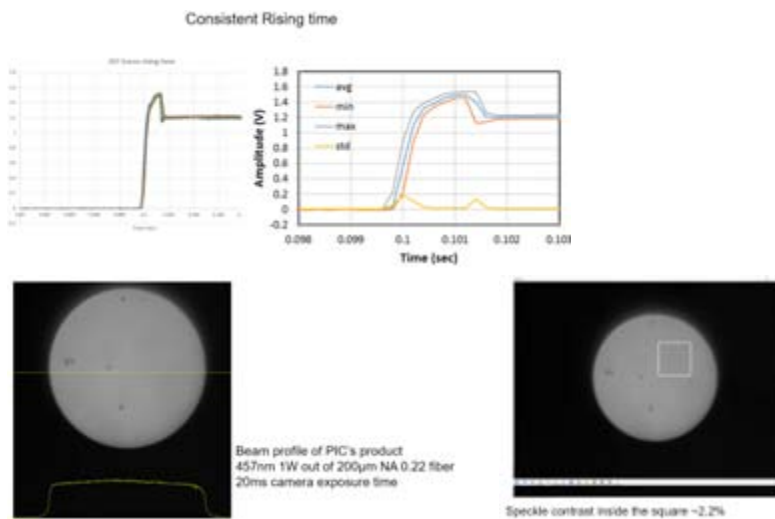 Consistent Rising time
1.8
1.6
1.4
1.2
1
0.8
0.6
0.4
0.2
0
-0.2
Amplitude (V)
avg
min
max
std
0.098
0.099
0.1
0.101
0.102
0.103
Time (sec)
Beam profile of PIC's product
457nm 1W out of 200µm NA 0.22 fiber
20ms camera exposure time
Speckle contrast inside the square ~2.2%